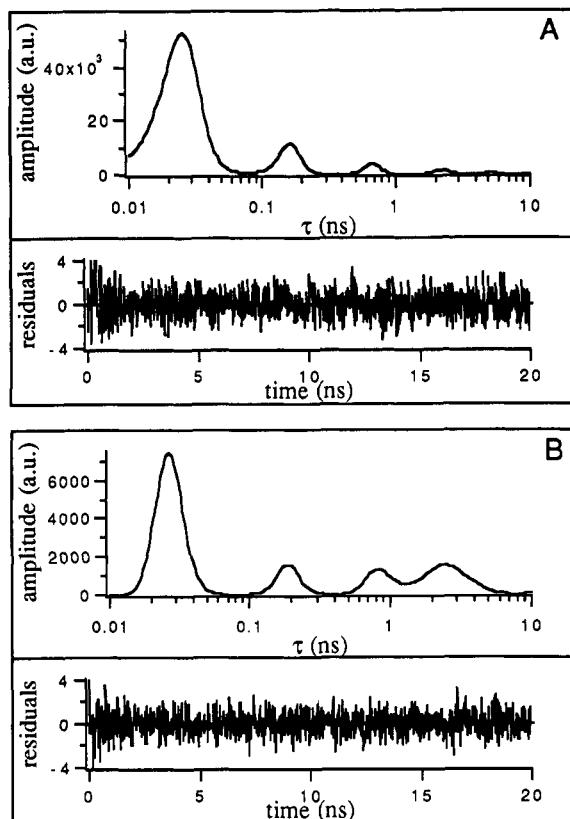 A
amplitude (a.u.)
40x10³
20
0
0.01 0.1 1 10
τ (ns)
residuals
4
0
-4
0 5 10 15 20
time (ns)
B
amplitude (a.u.)
6000
4000
2000
0
0.01 0.1 1 10
τ (ns)
residuals
4
0
-4
0 5 10 15 20
time (ns)